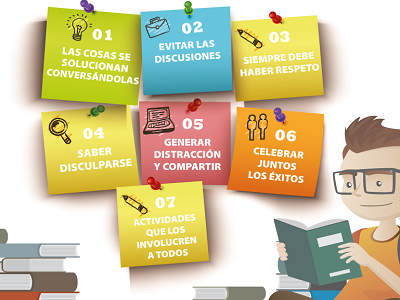 01
LAS COSAS SE
SOLUCIONAN
CONVERSÁNDOLAS
02
EVITAR LAS
DISCUSIONES
03
SIEMPRE DEBE
HABER RESPETO
04
SABER
DISCULPARSE
05
GENERAR
DISTRACCIÓN
Y COMPARTIR
06
CELEBRAR
JUNTOS
LOS ÉXITOS
07
ACTIVIDADES
QUE LOS
INVOLUCREN
A TODOS